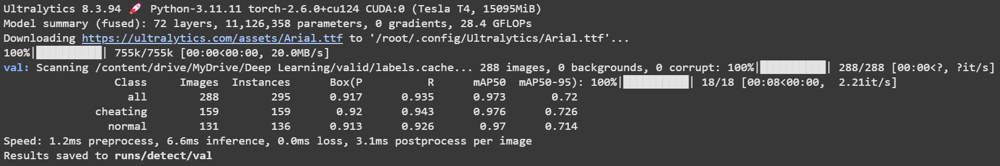 Ultralytics 8.3.94 🚀 Python-3.11.11 torch-2.6.0+cu124 CUDA:0 (Tesla T4, 15095MiB)
Model summary (fused): 72 layers, 11,126,358 parameters, 0 gradients, 28.4 GFLOPs
Downloading https://ultralytics.com/assets/Arial.ttf to '/root/.config/Ultralytics/Arial.ttf'...
100%|██████████| 755k/755k [00:00<00:00, 20.0MB/s]
val: Scanning /content/drive/MyDrive/Deep Learning/valid/labels.cache... 288 images, 0 backgrounds, 0 corrupt: 100%|██████████| 288/288 [00:00<?, ?it/s]
Class Images Instances Box(P R mAP50 mAP50-95): 100%|██████████| 18/18 [00:08<00:00, 2.21it/s]
all 288 295 0.917 0.935 0.973 0.72
cheating 159 159 0.92 0.943 0.976 0.726
normal 131 136 0.913 0.926 0.97 0.714
Speed: 1.2ms preprocess, 6.6ms inference, 0.0ms loss, 3.1ms postprocess per image
Results saved to runs/detect/val